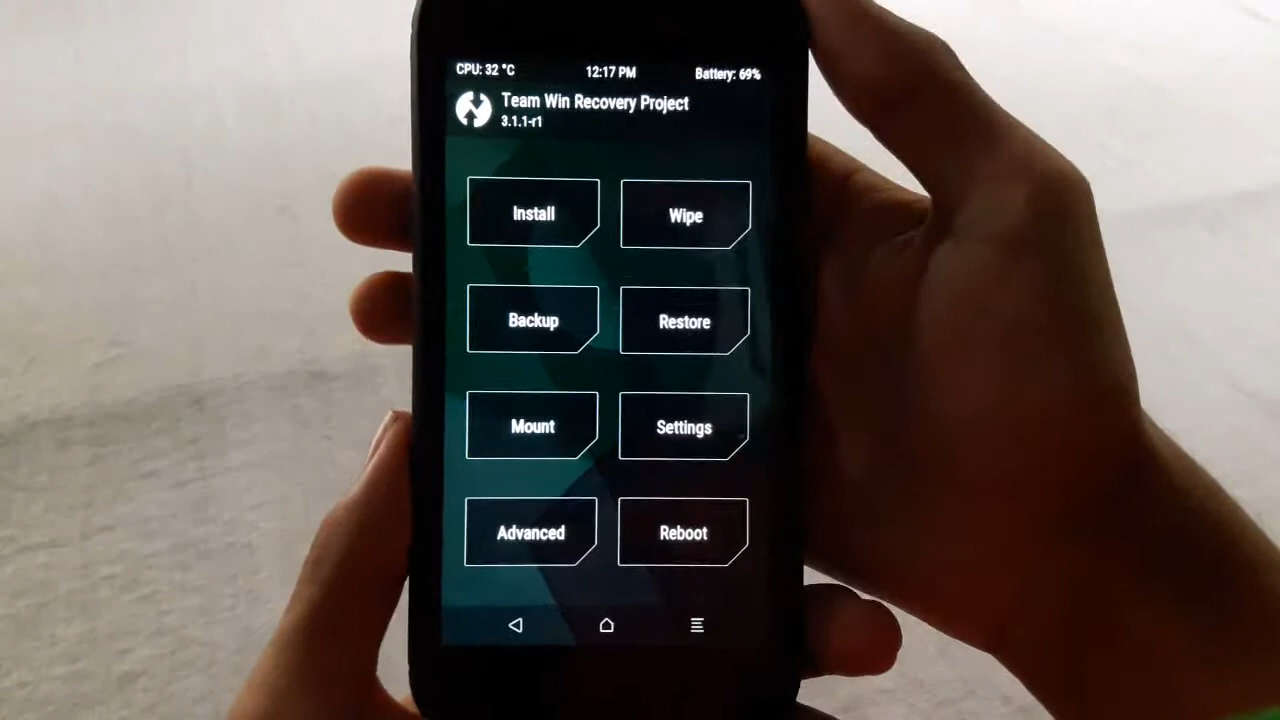 CPU: 32 °C 12:17 PM Battery: 69%
Team Win Recovery Project
3.1.1-r1
Install Wipe
Backup Restore
Mount Settings
Advanced Reboot